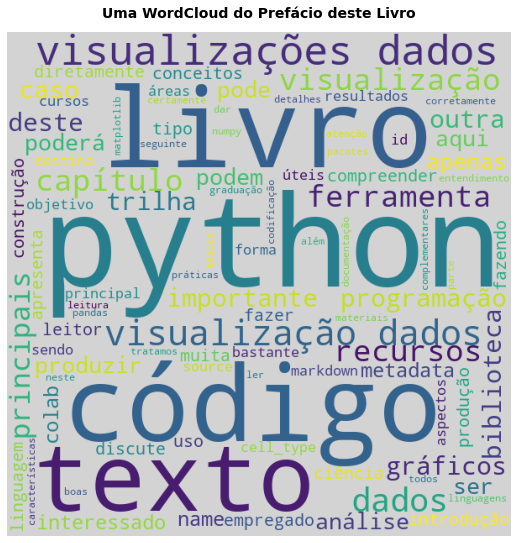 Uma WordCloud do Prefácio deste Livro
visualizações dados
diretamente
conceitos
visualização
caso
cursos
áreas
certamente
dar
detalhes
resultados
corretamente
pode
livro
deste
matplotlib
tipo
numpy
atenção
id
outra
aqui
seguinte
pacotes
poderá
destina
apenas
capítulo
podem
úteis
compreender
entendimento
construção
objetivo
trilha
graduação
codificação
ferramenta
python
apresenta
forma
além
documentação
complementares
parte
fazendo
práticas
principais
principal
leitura
pandas
importante
programação
fazer
leitor
visualização dados
sendo
tratamos
materiais
produzir
muita
bastante
recursos
source
neste
ler
markdown
metadata
biblioteca
código
colab
aspectos
produção
discute
uso
cell_type
ciência
gráficos
linguagem
características
boas
texto
todos
dados
ser
linguagens
interessado
name
empregado
análise
introdução